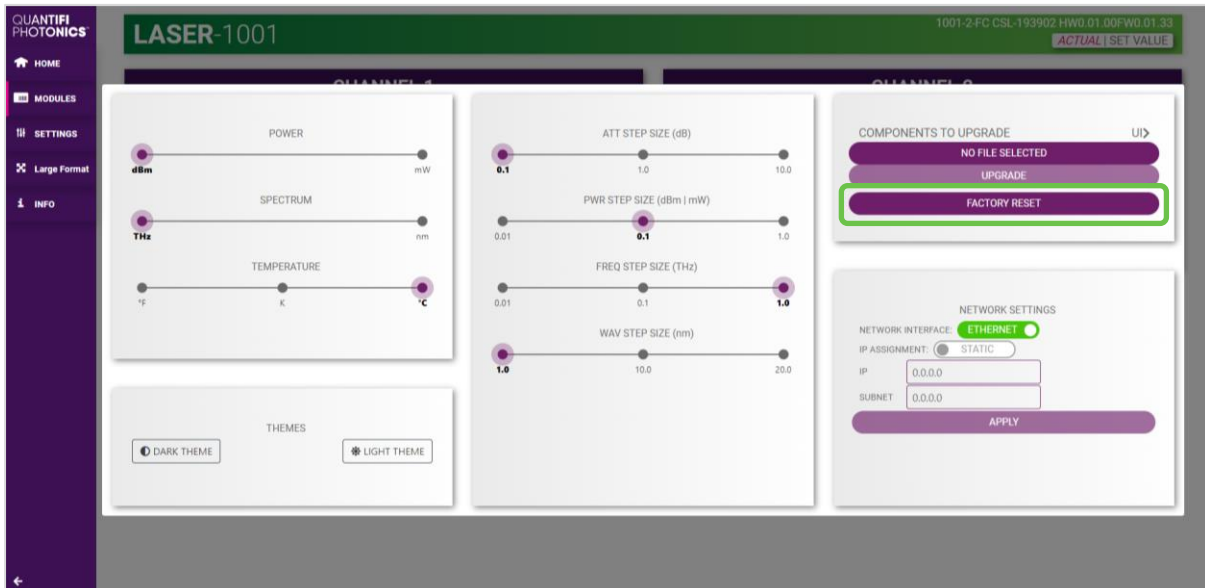 QUANTIFI
PHOTONICS™
HOME
MODULES
SETTINGS
Large Format
INFO
LASER-1001
1001-2-FC CSL-193902 HW0.01.00FW0.01.33
ACTUAL | SET VALUE
POWER
dBm
mW
SPECTRUM
THz
nm
TEMPERATURE
°F
K
°C
THEMES
DARK THEME
LIGHT THEME
ATT STEP SIZE (dB)
0.1
1.0
10.0
PWR STEP SIZE (dBm | mW)
0.01
0.1
1.0
FREQ STEP SIZE (THz)
0.01
0.1
1.0
WAV STEP SIZE (nm)
1.0
10.0
20.0
COMPONENTS TO UPGRADE
UI>
NO FILE SELECTED
UPGRADE
FACTORY RESET
NETWORK SETTINGS
NETWORK INTERFACE: ETHERNET
IP ASSIGNMENT: STATIC
IP 0.0.0.0
SUBNET 0.0.0.0
APPLY